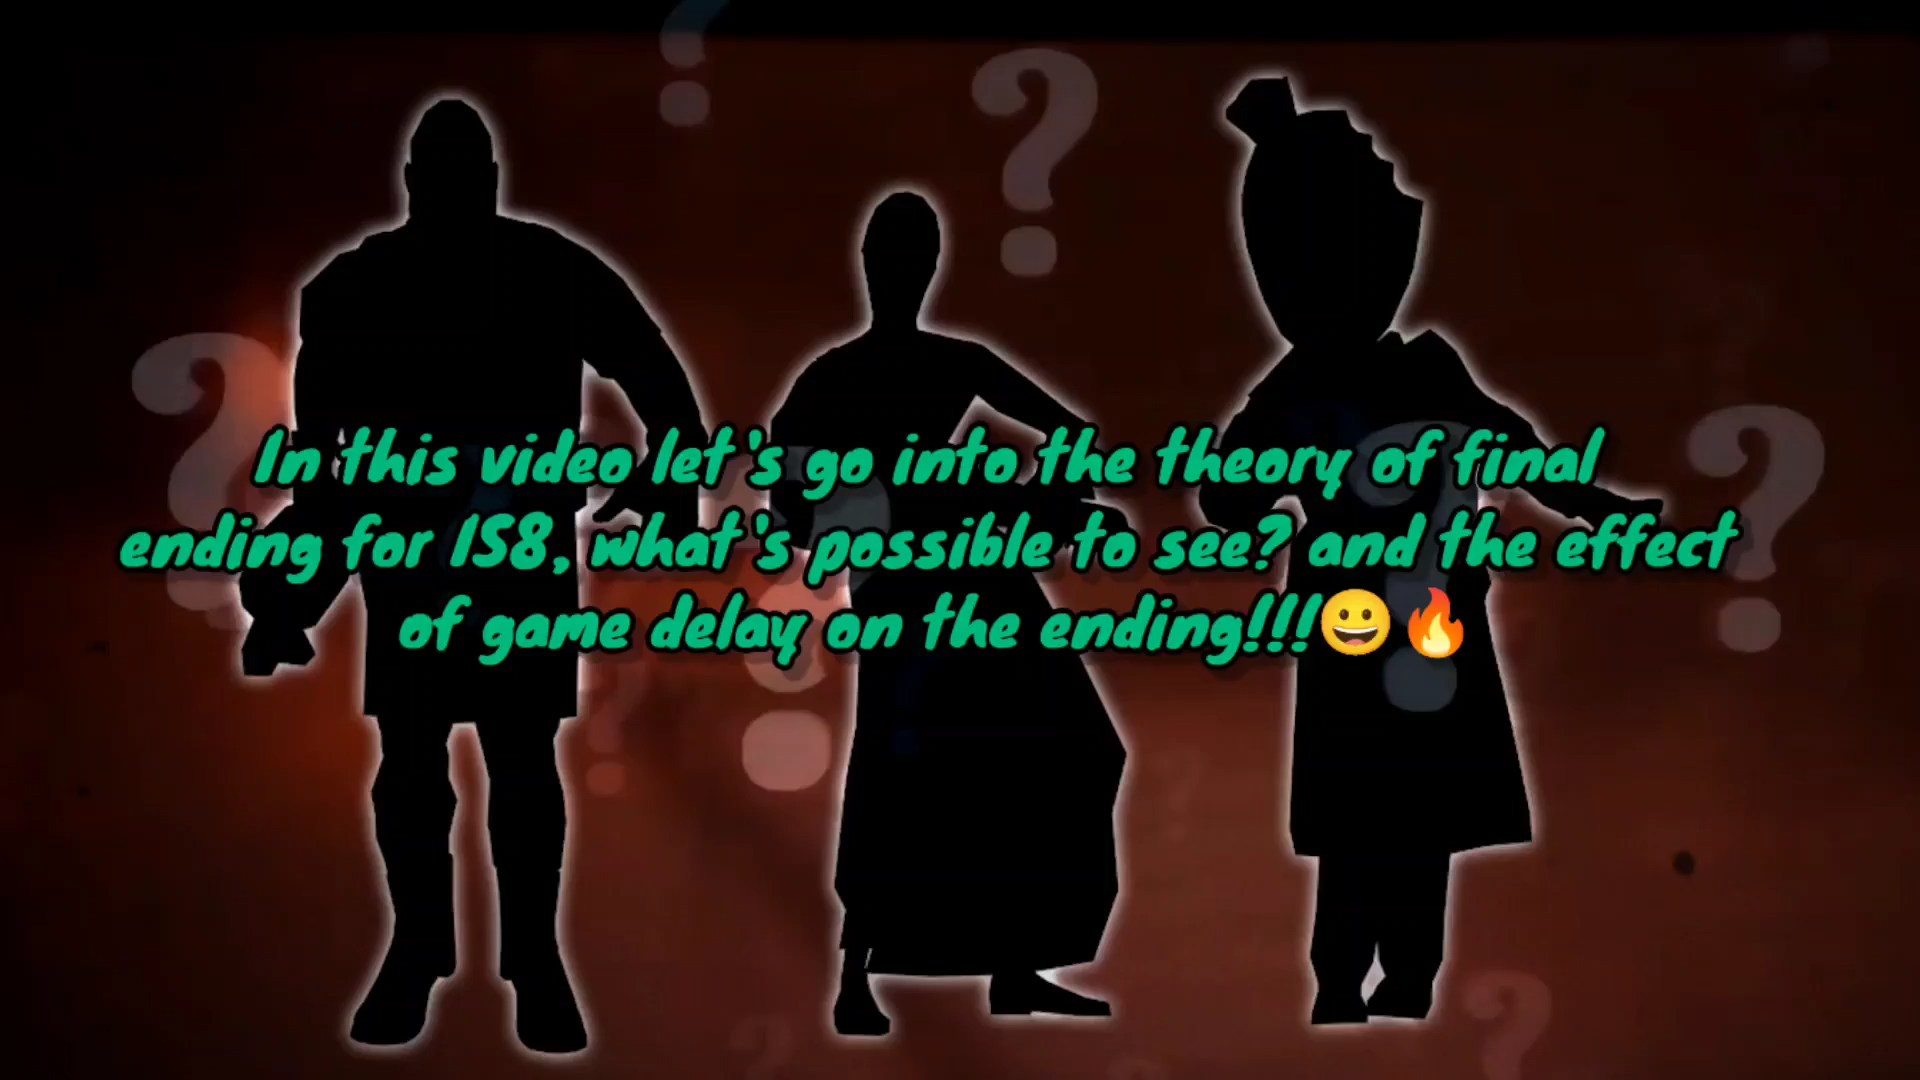 In this video let's go into the theory of final
ending for IS8, what's possible to see? and the effect
of game delay on the ending!!!😀🔥